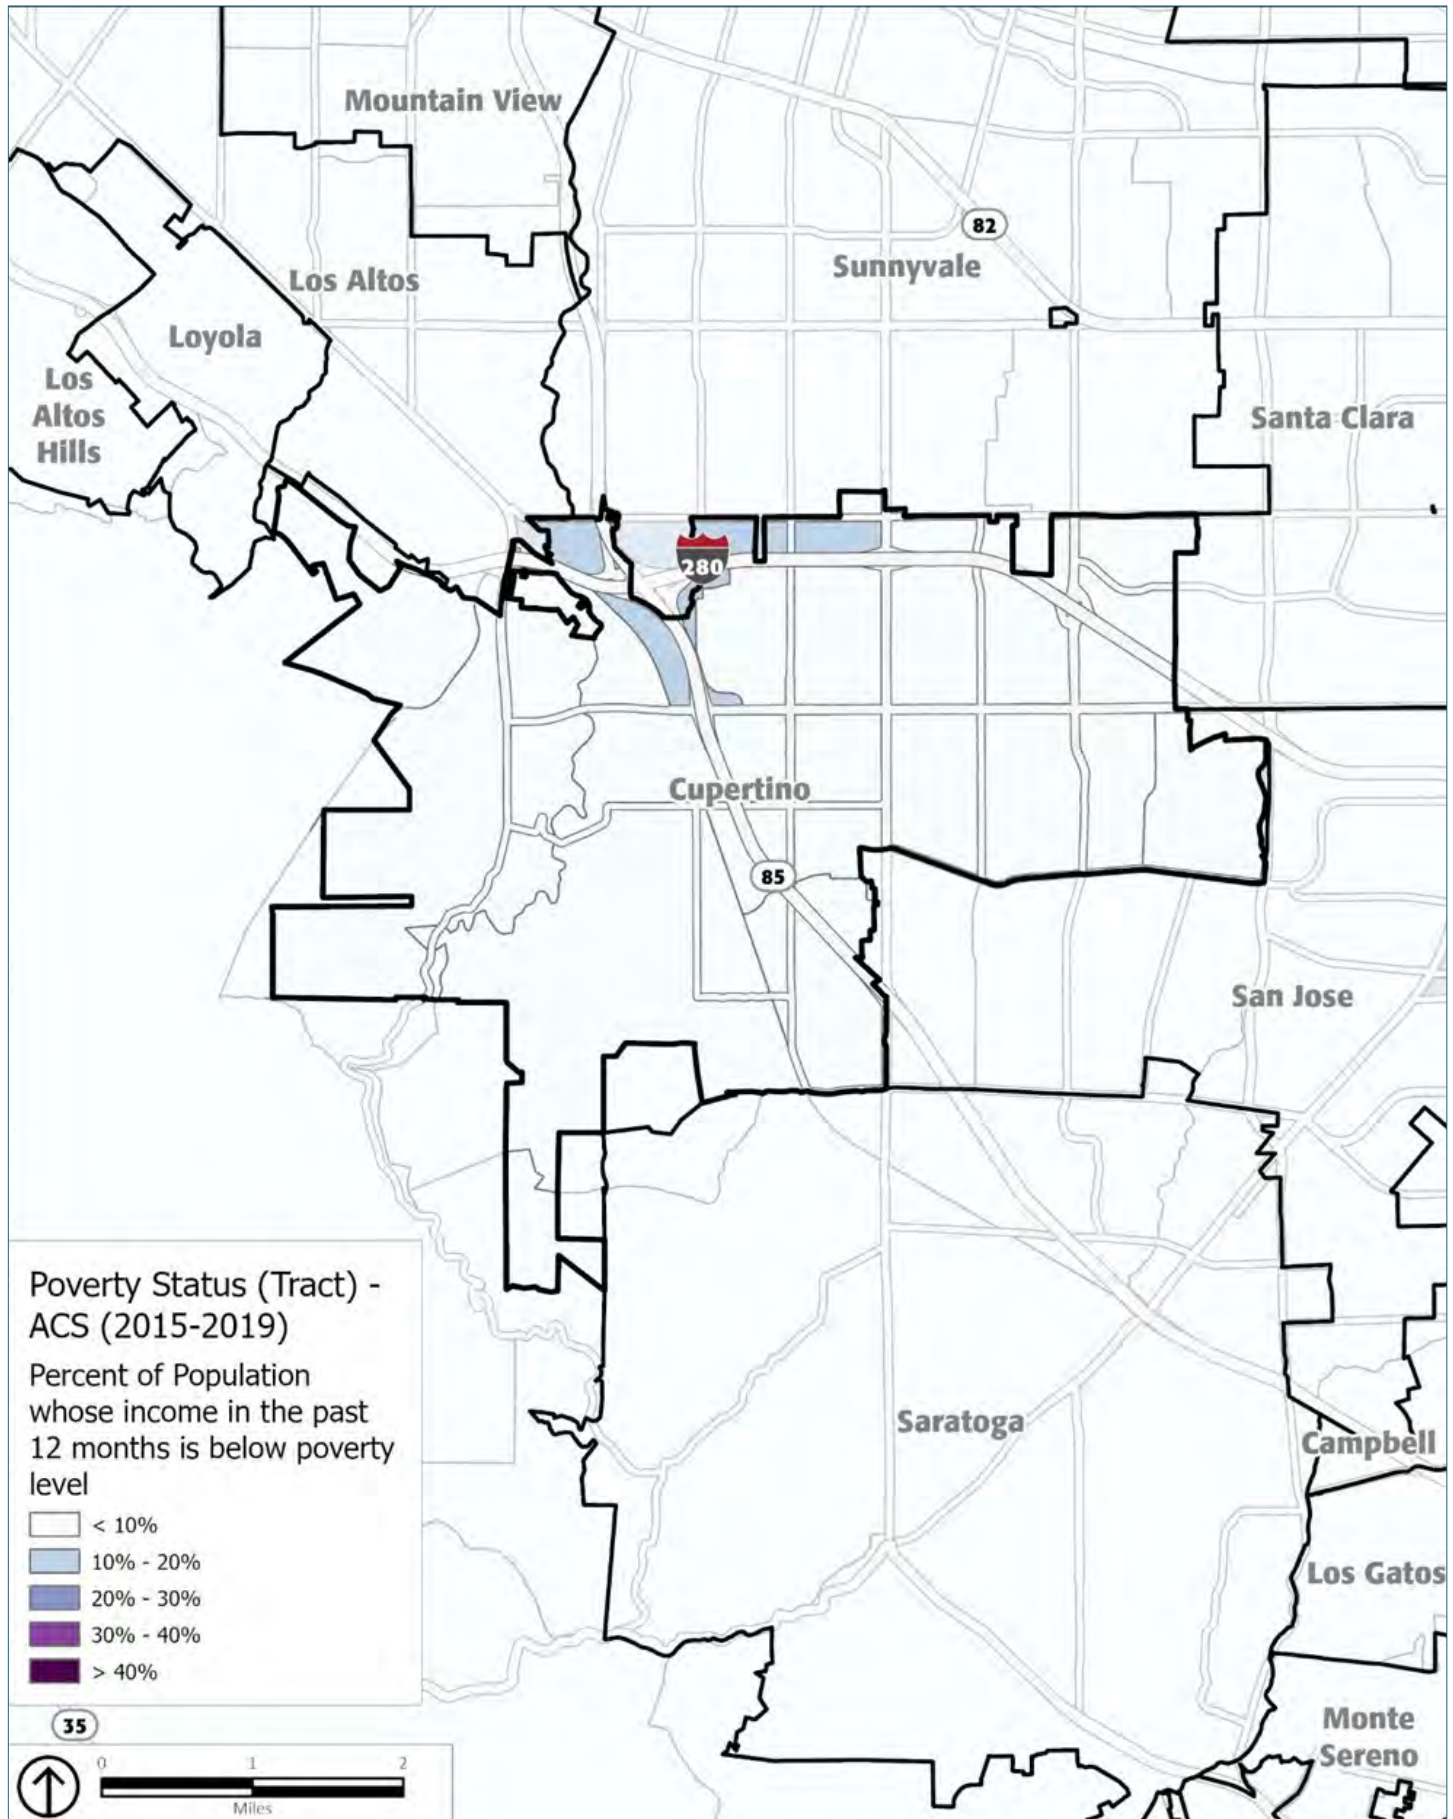 Mountain View
82
Sunnyvale
Los Altos
Loyola
Los
Altos
Hills
Santa Clara
280
Cupertino
85
San Jose
Poverty Status (Tract) -
ACS (2015-2019)
Percent of Population
whose income in the past
12 months is below poverty
level
< 10%
10% - 20%
20% - 30%
30% - 40%
> 40%
Saratoga
Campbell
Los Gatos
Monte
Sereno
35
0 1 2
Miles